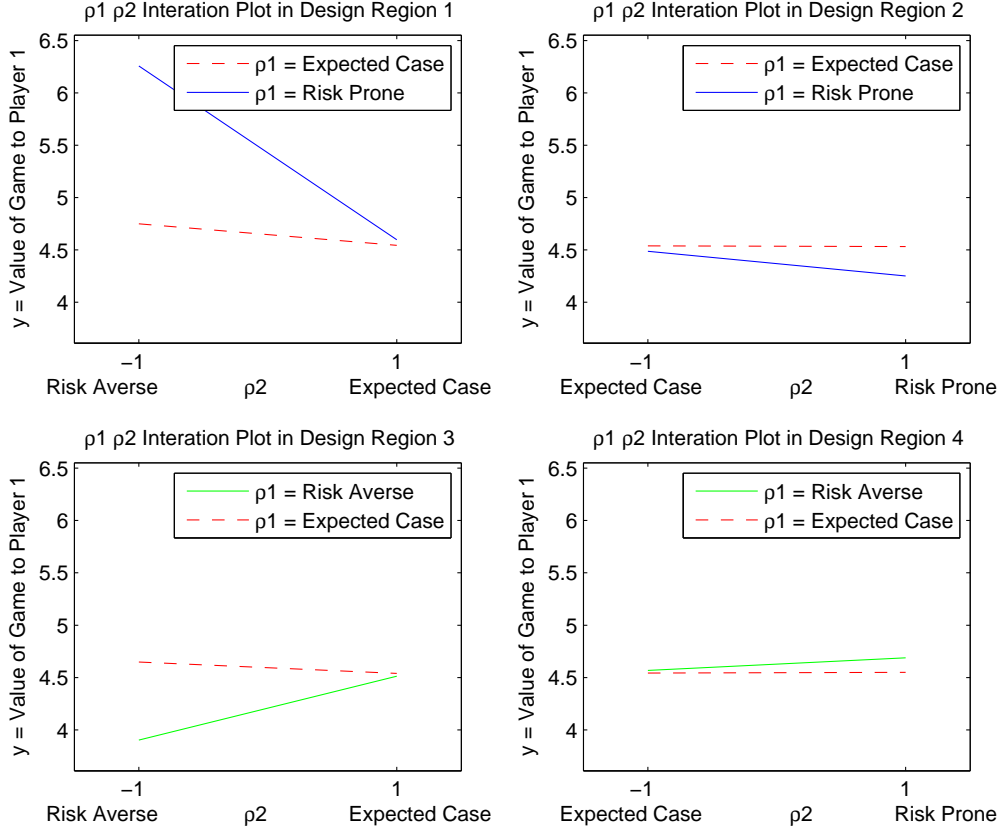 ρ1 ρ2 Interation Plot in Design Region 1
6.5
6
5.5
5
4.5
4
y = Value of Game to Player 1
ρ1 = Expected Case
ρ1 = Risk Prone
−1
1
Risk Averse
ρ2
Expected Case
ρ1 ρ2 Interation Plot in Design Region 2
6.5
6
5.5
5
4.5
4
y = Value of Game to Player 1
ρ1 = Expected Case
ρ1 = Risk Prone
−1
1
Expected Case
ρ2
Risk Prone
ρ1 ρ2 Interation Plot in Design Region 3
6.5
6
5.5
5
4.5
4
y = Value of Game to Player 1
ρ1 = Risk Averse
ρ1 = Expected Case
−1
1
Risk Averse
ρ2
Expected Case
ρ1 ρ2 Interation Plot in Design Region 4
6.5
6
5.5
5
4.5
4
y = Value of Game to Player 1
ρ1 = Risk Averse
ρ1 = Expected Case
−1
1
Expected Case
ρ2
Risk Prone